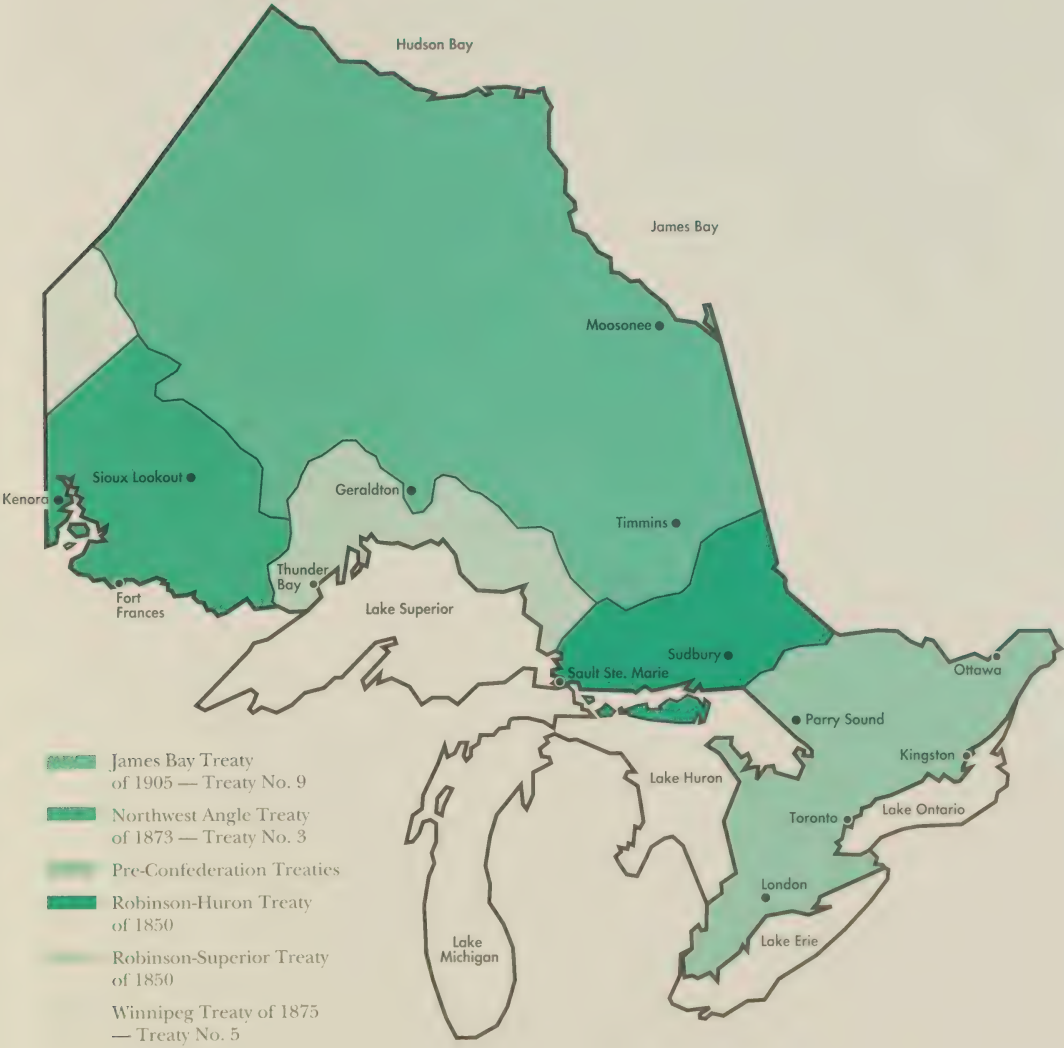 Hudson Bay
James Bay
Moosonee
Sioux Lookout
Kenora
Geraldton
Timmins
Thunder
Bay
Fort
Frances
Lake Superior
Sudbury
Sault Ste. Marie
Ottawa
Parry Sound
Kingston
Lake Huron
Lake Ontario
Toronto
London
Lake Erie
Lake
Michigan
James Bay Treaty
of 1905 — Treaty No. 9
Northwest Angle Treaty
of 1873 — Treaty No. 3
Pre-Confederation Treaties
Robinson-Huron Treaty
of 1850
Robinson-Superior Treaty
of 1850
Winnipeg Treaty of 1875
— Treaty No. 5